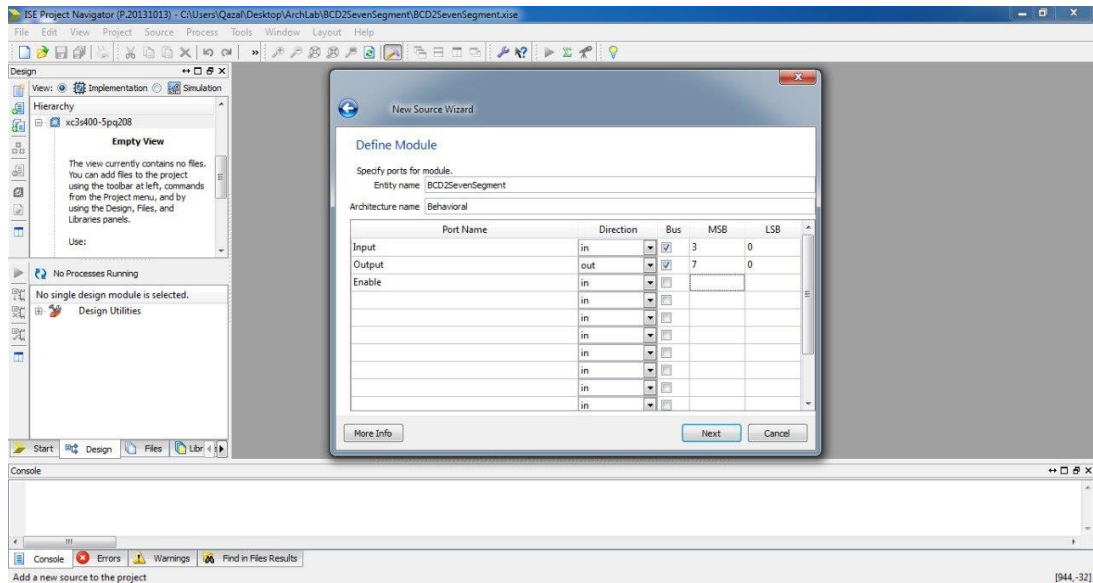 ISE Project Navigator (P.20131013) - C:\Users\Qazal\Desktop\ArchLab\BCD2SevenSegment\BCD2SevenSegment.xise
File Edit View Project Source Process Tools Window Layout Help
Design
View: Implementation Simulation
Hierarchy
xc3s400-5pq208
Empty View
The view currently contains no files.
You can add files to the project
using the toolbar at left, commands
from the Project menu, and by
using the Design, Files, and
Libraries panels.
Use:
No Processes Running
No single design module is selected.
Design Utilities
Start Design Files Libr
New Source Wizard
Define Module
Specify ports for module.
Entity name BCD2SevenSegment
Architecture name Behavioral
Port Name Direction Bus MSB LSB
Input in 3 0
Output out 7 0
Enable in
in
in
in
in
in
in
in
More Info Next Cancel
Console
Console Errors Warnings Find in Files Results
Add a new source to the project [944,-32]